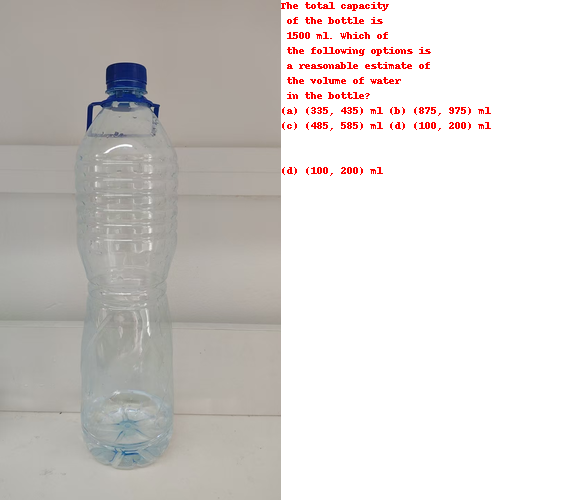 The total capacity
of the bottle is
1500 ml. Which of
the following options is
a reasonable estimate of
the volume of water
in the bottle?
(a) (335, 435) ml (b) (875, 975) ml
(c) (485, 585) ml (d) (100, 200) ml
(d) (100, 200) ml